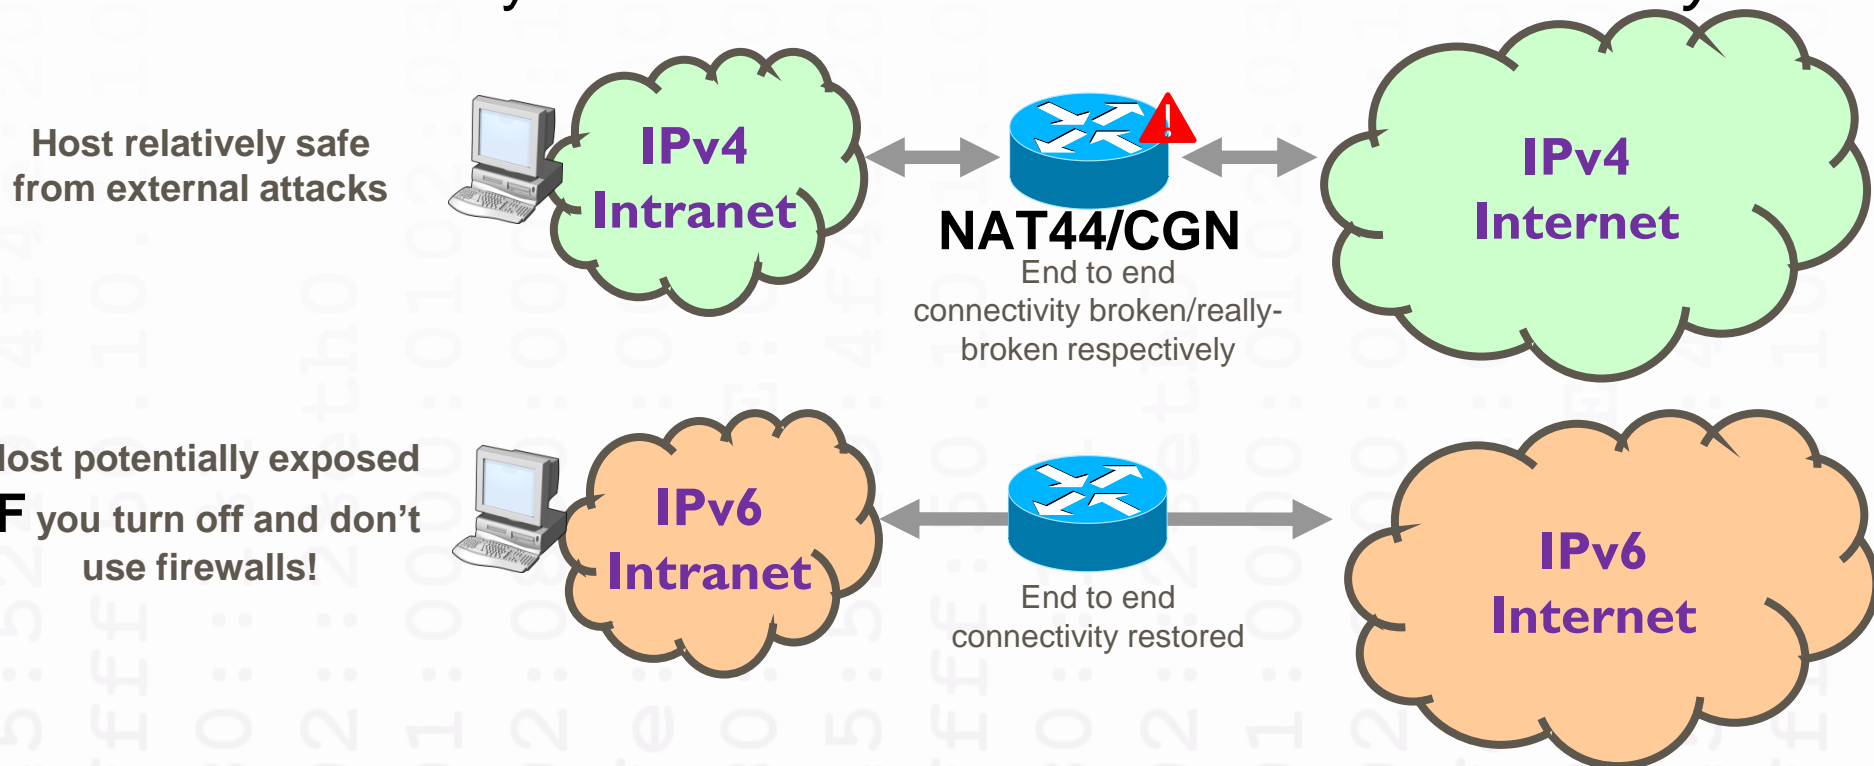 Host relatively safe
from external attacks
IPv4
Intranet
NAT44/CGN
End to end
connectivity broken/really-
broken respectively
IPv4
Internet
potentially exposed
you turn off and don't
use firewalls!
IPv6
Intranet
End to end
connectivity restored
IPv6
Internet